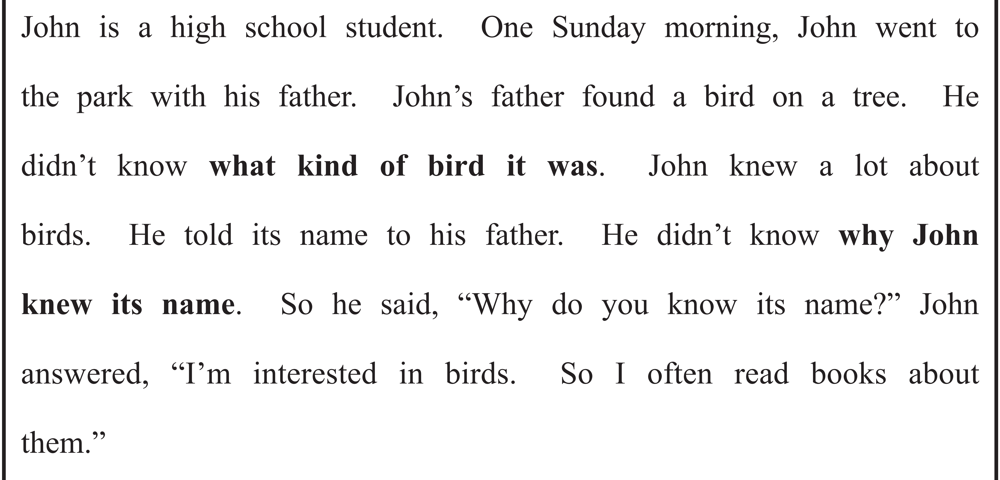 John is a high school student. One Sunday morning, John went to
the park with his father. John’s father found a bird on a tree. He
didn’t know what kind of bird it was. John knew a lot about
birds. He told its name to his father. He didn’t know why John
knew its name. So he said, “Why do you know its name?” John
answered, “I’m interested in birds. So I often read books about
them.”